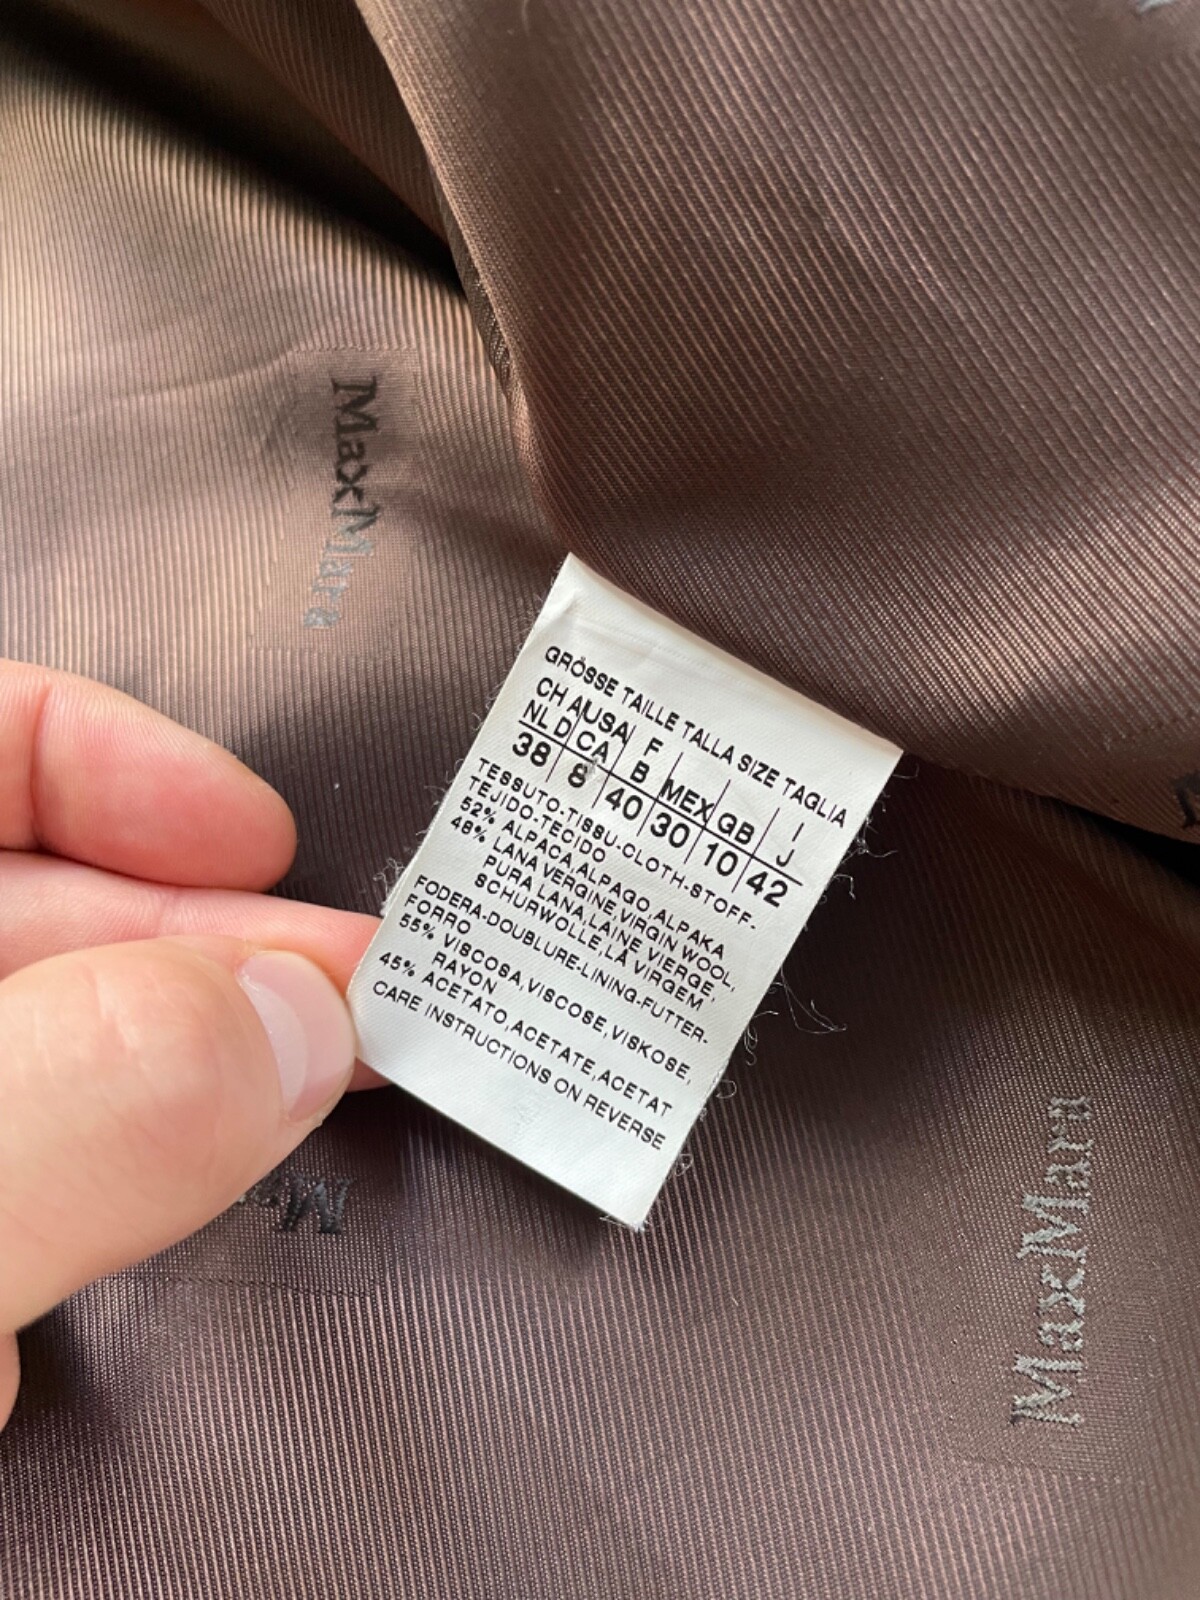 MaxMara
GRÖSSE TAILLE TALLA SIZE TAGLIA
CH A USA F I
NL D CA B MEX GB J
38 8 40 30 10 42
TESSUTO-TISSU-CLOTH-STOFF-
TEJIDO-TECIDO
52% ALPACA,ALPAGO,ALPAKA
48% LANA VERGINE,VIRGIN WOOL,
PURA LANA,LAINE VIERGE,
SCHURWOLLE,LÃ VIRGEM
FODERA-DOUBLURE-LINING-FUTTER-
FORRO
55% VISCOSA,VISCOSE,VISKOSE,
RAYON
45% ACETATO,ACETATE,ACETAT
CARE INSTRUCTIONS ON REVERSE
MaxMara